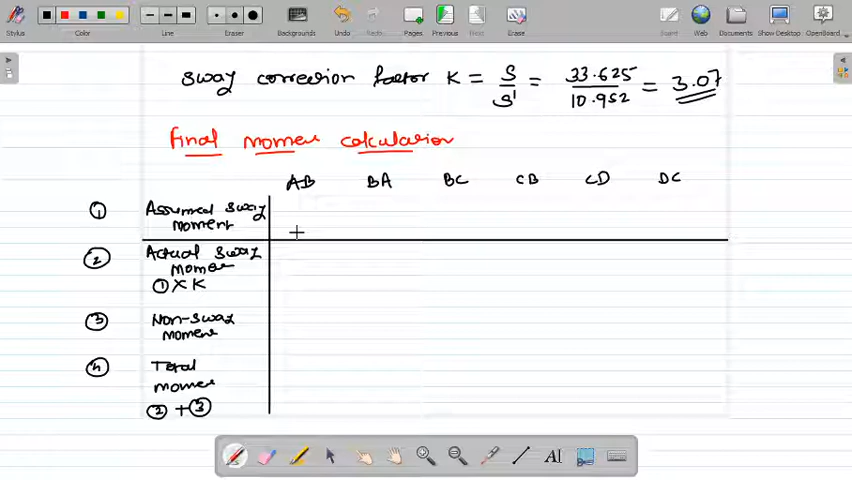 Stylus
Color
Line
Eraser
Backgrounds
Undo
Redo
Pages
Previous
Next
Erase
Web
Documents
Show Desktop
OpenBoard
Sway correction factor K = S/S' = 33.625/10.952 = 3.07
Final moment calculation
AB BA BC CB CD DC
① Assumed sway
moment
+
② Actual sway
moment
① X K
③ Non-sway
moment
④ Total
moment
② + ③
AI